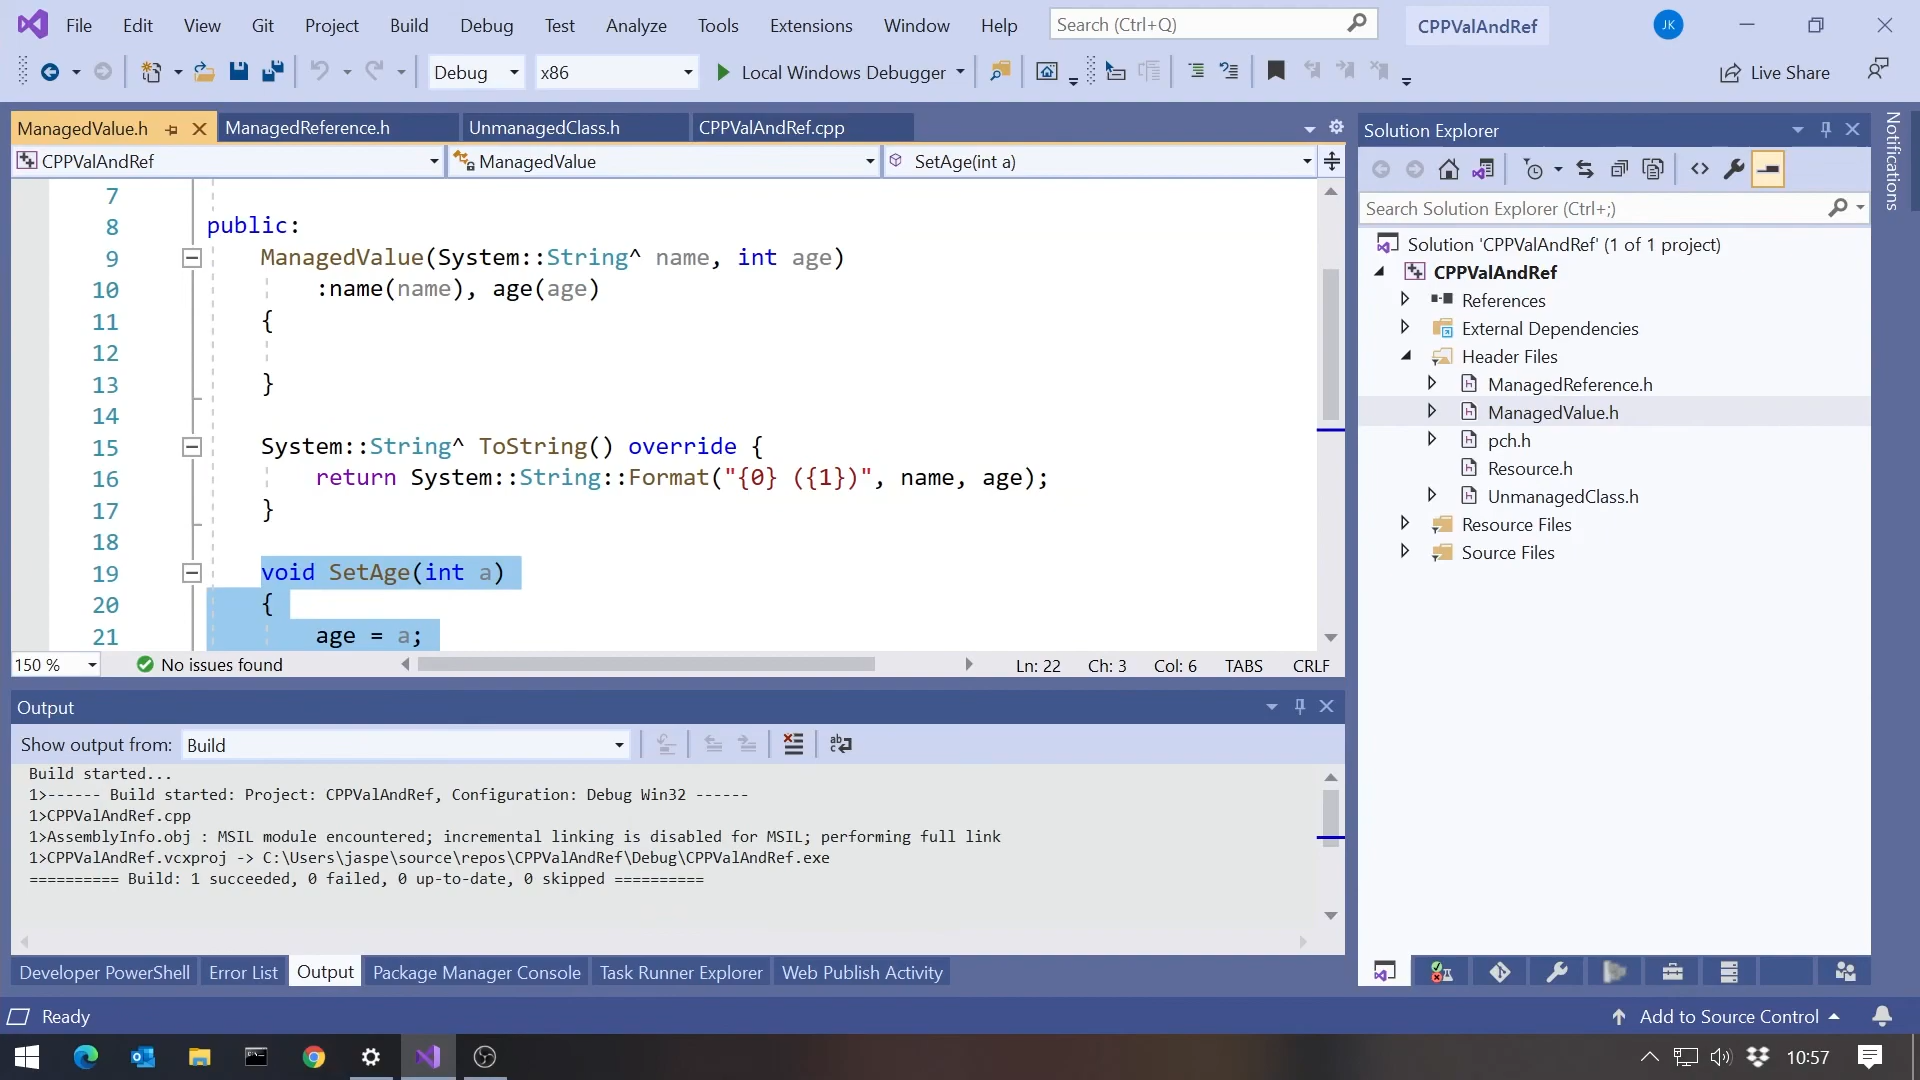 File Edit View Git Project Build Debug Test Analyze Tools Extensions Window Help Search (Ctrl+Q) CPPValAndRef JK
Debug x86 Local Windows Debugger Live Share
ManagedValue.h ManagedReference.h UnmanagedClass.h CPPValAndRef.cpp
CPPValAndRef ManagedValue SetAge(int a)
7
8 public:
9 ManagedValue(System::String^ name, int age)
10 :name(name), age(age)
11 {
12
13 }
14
15 System::String^ ToString() override {
16 return System::String::Format("{0} ({1})", name, age);
17 }
18
19 void SetAge(int a)
20 {
21 age = a;
150 % No issues found Ln: 22 Ch: 3 Col: 6 TABS CRLF
Output
Show output from: Build
Build started...
1>------ Build started: Project: CPPValAndRef, Configuration: Debug Win32 ------
1>CPPValAndRef.cpp
1>AssemblyInfo.obj : MSIL module encountered; incremental linking is disabled for MSIL; performing full link
1>CPPValAndRef.vcxproj -> C:\Users\jaspe\source\repos\CPPValAndRef\Debug\CPPValAndRef.exe
========== Build: 1 succeeded, 0 failed, 0 up-to-date, 0 skipped ==========
Developer PowerShell Error List Output Package Manager Console Task Runner Explorer Web Publish Activity
Solution Explorer
Search Solution Explorer (Ctrl+;)
Solution 'CPPValAndRef' (1 of 1 project)
CPPValAndRef
References
External Dependencies
Header Files
ManagedReference.h
ManagedValue.h
pch.h
Resource.h
UnmanagedClass.h
Resource Files
Source Files
Notifications
Ready Add to Source Control
10:57